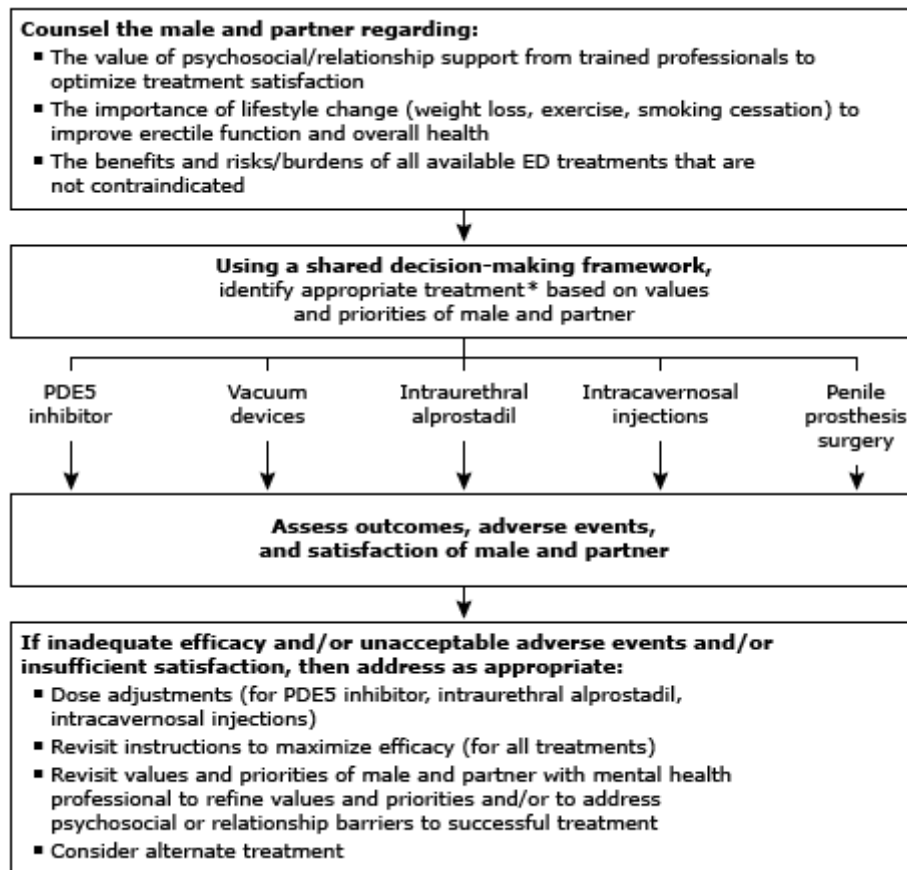 Counsel the male and partner regarding:
▪ The value of psychosocial/relationship support from trained professionals to
optimize treatment satisfaction
▪ The importance of lifestyle change (weight loss, exercise, smoking cessation) to
improve erectile function and overall health
▪ The benefits and risks/burdens of all available ED treatments that are
not contraindicated
Using a shared decision-making framework,
identify appropriate treatment* based on values
and priorities of male and partner
PDE5
inhibitor
Vacuum
devices
Intraurethral
alprostadil
Intracavernosal
injections
Penile
prosthesis
surgery
Assess outcomes, adverse events,
and satisfaction of male and partner
If inadequate efficacy and/or unacceptable adverse events and/or
insufficient satisfaction, then address as appropriate:
▪ Dose adjustments (for PDE5 inhibitor, intraurethral alprostadil,
intracavernosal injections)
▪ Revisit instructions to maximize efficacy (for all treatments)
▪ Revisit values and priorities of male and partner with mental health
professional to refine values and priorities and/or to address
psychosocial or relationship barriers to successful treatment
▪ Consider alternate treatment